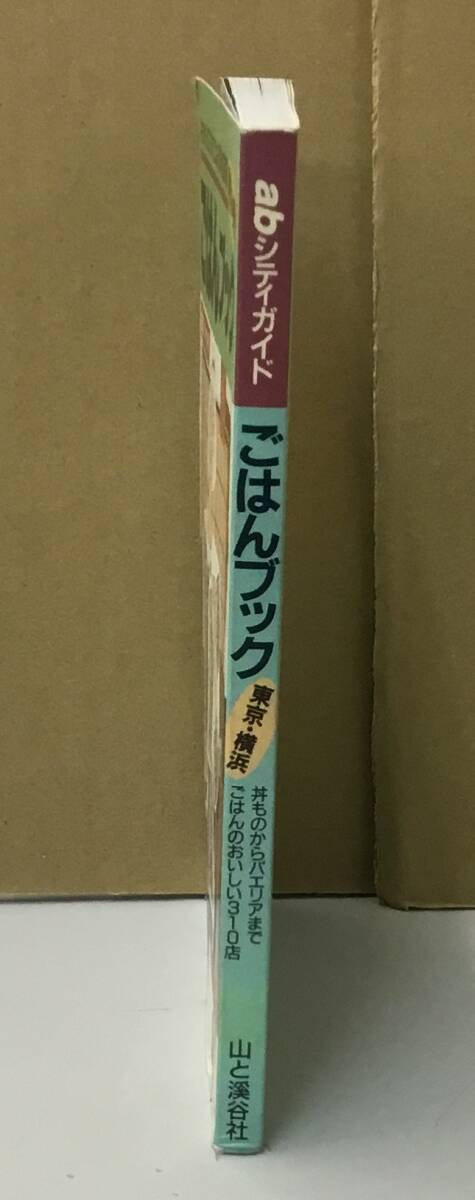 abシティガイド
ごはんブック
東京・横浜
丼ものからパエリアまで
ごはんのおいしい310店
山と溪谷社